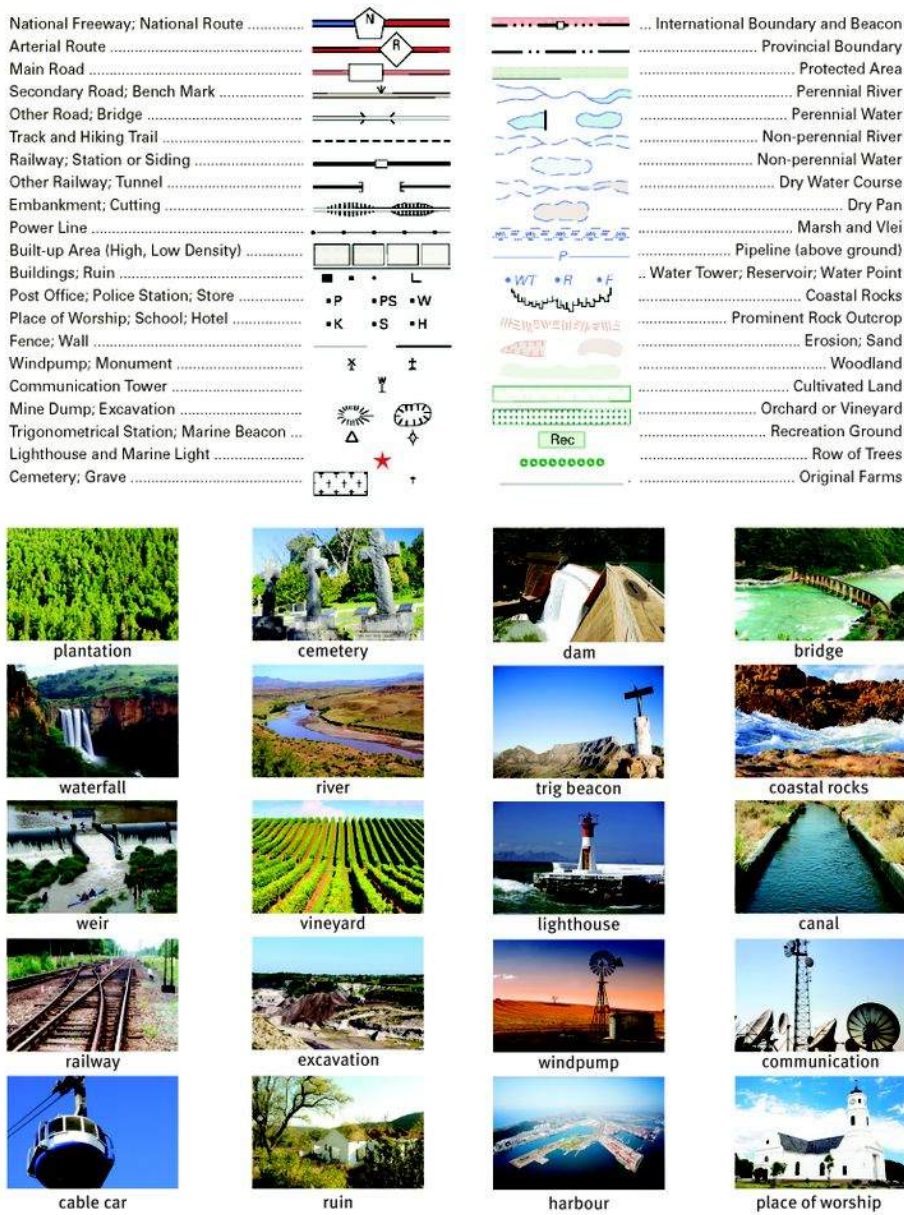 National Freeway; National Route
N
Arterial Route
R
Main Road
Secondary Road; Bench Mark
Other Road; Bridge
Track and Hiking Trail
Railway; Station or Siding
Other Railway; Tunnel
Embankment; Cutting
Power Line
Built-up Area (High, Low Density)
Buildings; Ruin
Post Office; Police Station; Store
P PS W
Place of Worship; School; Hotel
K S H
Fence; Wall
Windpump; Monument
Communication Tower
Mine Dump; Excavation
Trigonometrical Station; Marine Beacon ...
Lighthouse and Marine Light
Cemetery; Grave
... International Boundary and Beacon
Provincial Boundary
Protected Area
Perennial River
Perennial Water
Non-perennial River
Non-perennial Water
Dry Water Course
Dry Pan
Marsh and Vlei
P Pipeline (above ground)
WT R F .. Water Tower; Reservoir; Water Point
Coastal Rocks
Prominent Rock Outcrop
Erosion; Sand
Woodland
Cultivated Land
Orchard or Vineyard
Rec Recreation Ground
Row of Trees
Original Farms
plantation
cemetery
dam
bridge
waterfall
river
trig beacon
coastal rocks
weir
vineyard
lighthouse
canal
railway
excavation
windpump
communication
cable car
ruin
harbour
place of worship